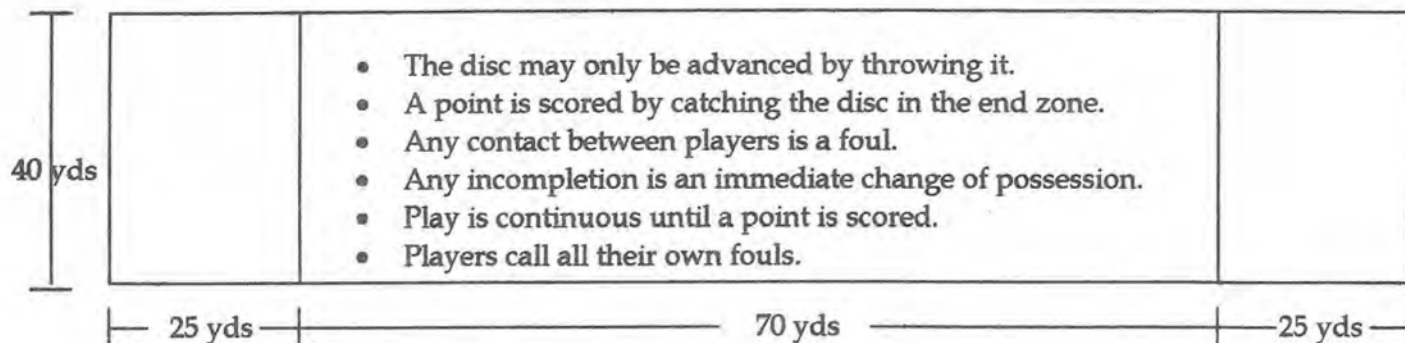 • The disc may only be advanced by throwing it.
• A point is scored by catching the disc in the end zone.
• Any contact between players is a foul.
• Any incompletion is an immediate change of possession.
• Play is continuous until a point is scored.
• Players call all their own fouls.
40 yds
25 yds 70 yds 25 yds